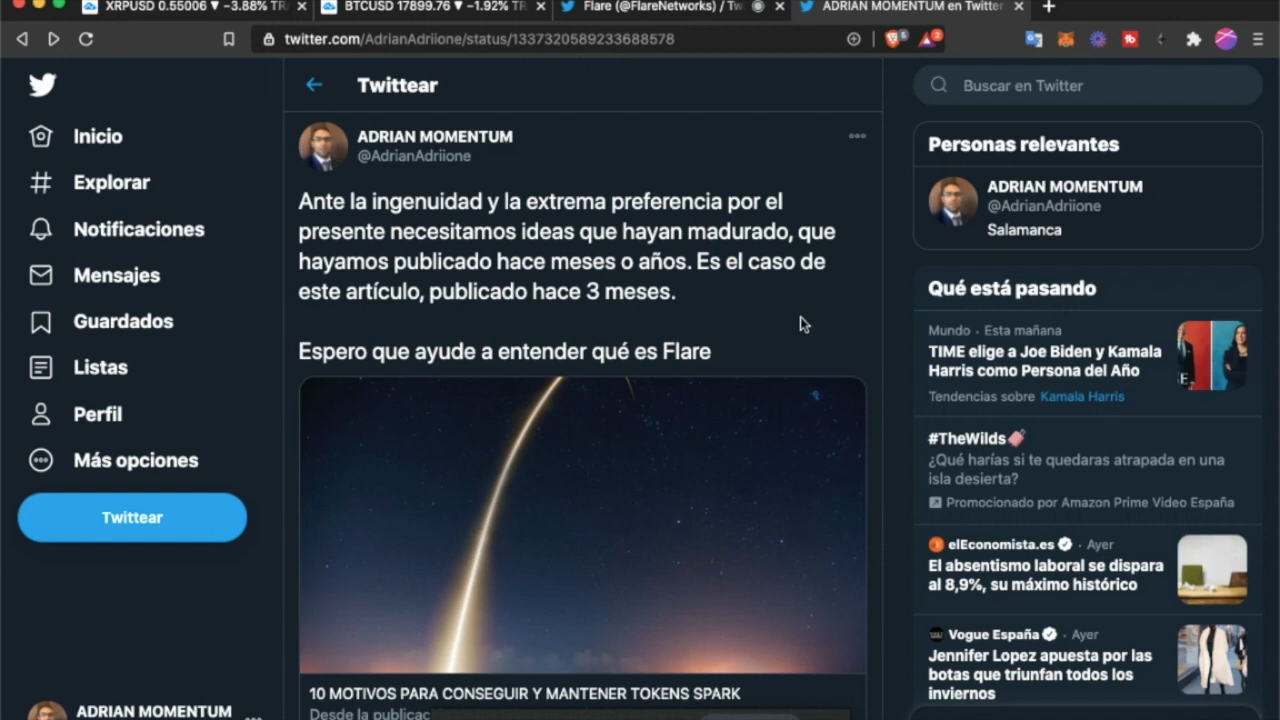 XRPUSD 0.55006 ▼ −3.88% TR
BTCUSD 17899.76 ▼ −1.92% TR
Flare (@FlareNetworks) / Tw
ADRIAN MOMENTUM en Twitter
twitter.com/AdrianAdriione/status/1337320589233688578
Inicio
Explorar
Notificaciones
Mensajes
Guardados
Listas
Perfil
Más opciones
Twittear
ADRIAN MOMENTUM
Twittear
ADRIAN MOMENTUM
@AdrianAdriione
Ante la ingenuidad y la extrema preferencia por el
presente necesitamos ideas que hayan madurado, que
hayamos publicado hace meses o años. Es el caso de
este artículo, publicado hace 3 meses.
Espero que ayude a entender qué es Flare
10 MOTIVOS PARA CONSEGUIR Y MANTENER TOKENS SPARK
Desde la publicac
Buscar en Twitter
Personas relevantes
ADRIAN MOMENTUM
@AdrianAdriione
Salamanca
Qué está pasando
Mundo · Esta mañana
TIME elige a Joe Biden y Kamala
Harris como Persona del Año
Tendencias sobre Kamala Harris
#TheWilds
¿Qué harías si te quedaras atrapada en una
isla desierta?
Promocionado por Amazon Prime Video España
elEconomista.es · Ayer
El absentismo laboral se dispara
al 8,9%, su máximo histórico
Vogue España · Ayer
Jennifer Lopez apuesta por las
botas que triunfan todos los
inviernos